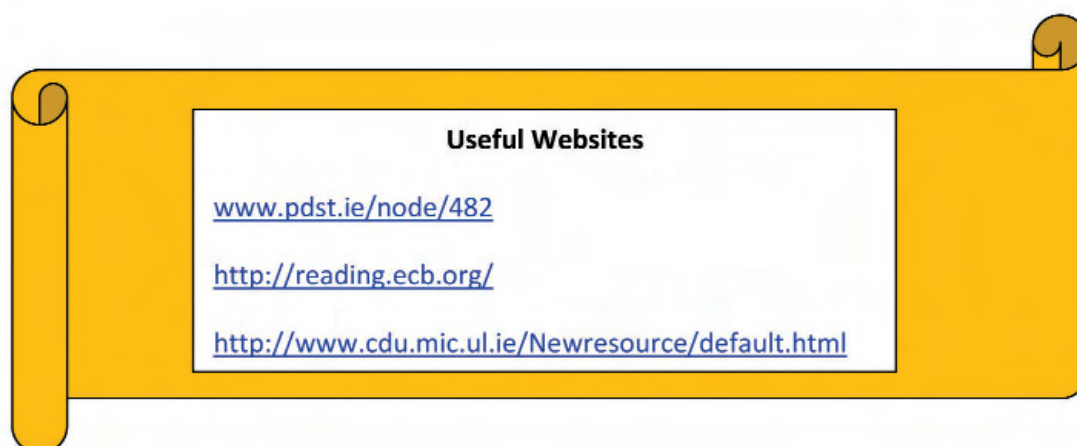 Useful Websites
www.pdst.ie/node/482
http://reading.ecb.org/
http://www.cdu.mic.ul.ie/Newresource/default.html